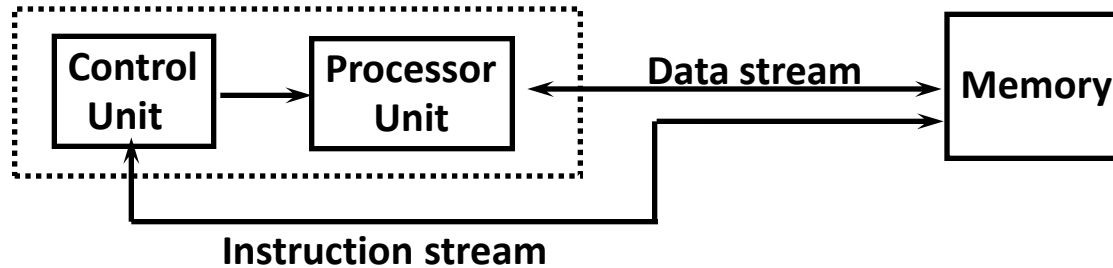 Control
Unit
Processor
Unit
Data stream
Memory
Instruction stream